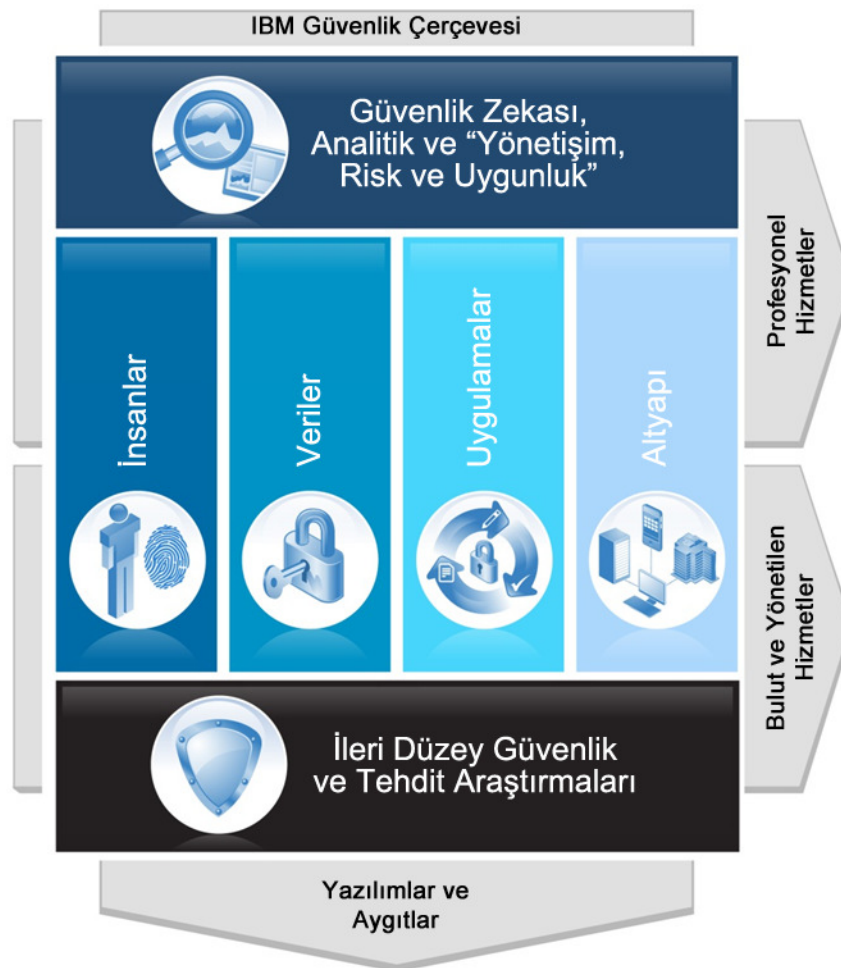 IBM Güvenlik Çerçevesi
Güvenlik Zekası,
Analitik ve “Yönetişim,
Risk ve Uygunluk”
İnsanlar
Veriler
Uygulamalar
Altyapı
Profesyonel
Hizmetler
Bulut ve Yönetilen
Hizmetler
İleri Düzey Güvenlik
ve Tehdit Araştırmaları
Yazılımlar ve
Aygıtlar